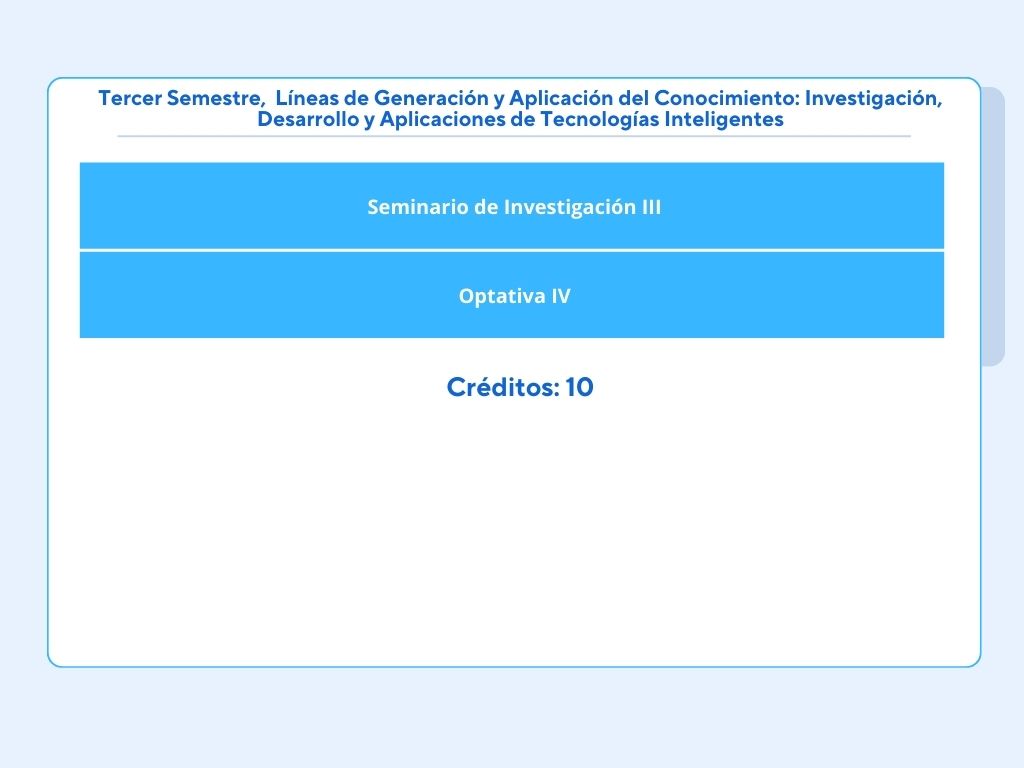 Tercer Semestre,  Líneas de Generación y Aplicación del Conocimiento: Investigación,
Desarrollo y Aplicaciones de Tecnologías Inteligentes
Seminario de Investigación III
Optativa IV
Créditos: 10